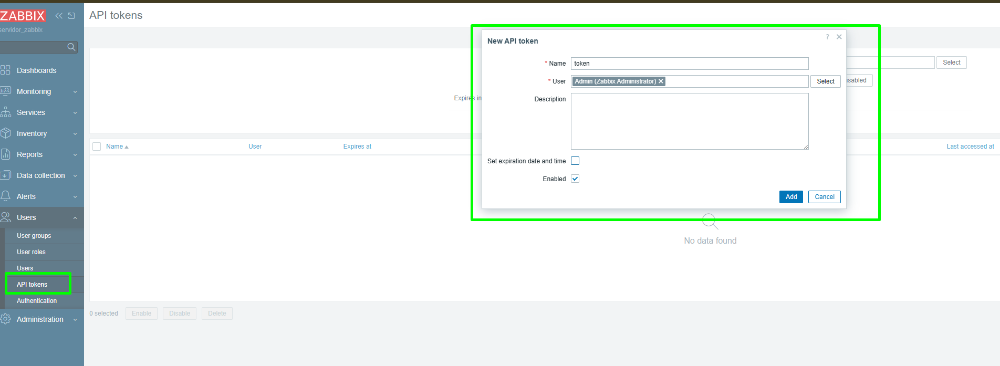 ZABBIX
servidor_zabbix
Dashboards
Monitoring
Services
Inventory
Reports
Data collection
Alerts
Users
User groups
User roles
Users
API tokens
Authentication
Administration
API tokens
New API token
?
* Name token
* User Admin (Zabbix Administrator) Select
Description
Set expiration date and time
Enabled
Add Cancel
Select
isabled
Expires in
Name User Expires at Last accessed at
No data found
0 selected Enable Disable Delete